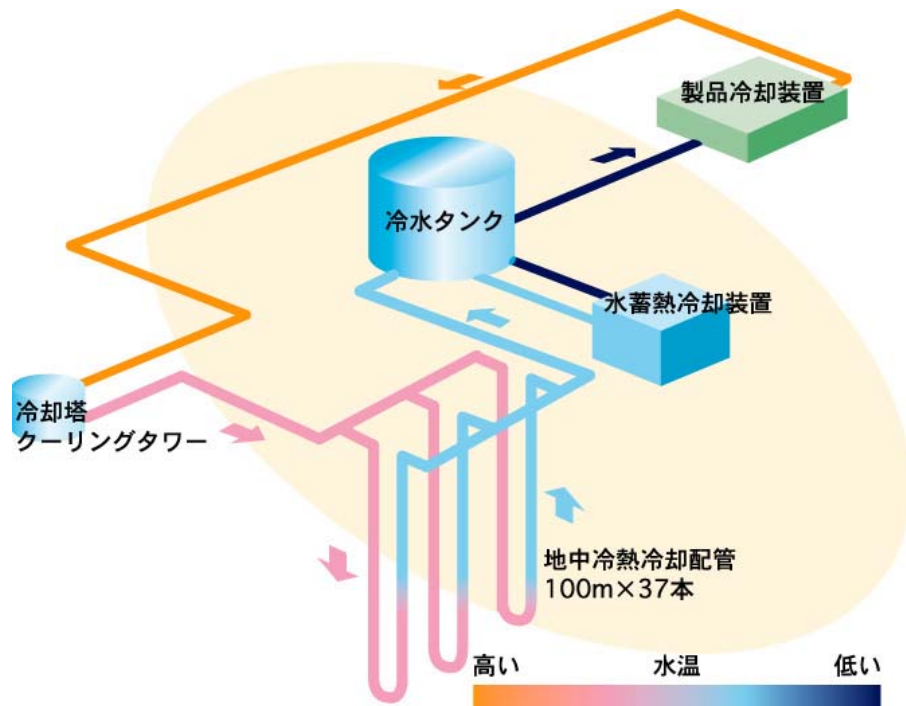 製品冷却装置
冷水タンク
氷蓄熱冷却装置
冷却塔
クーリングタワー
地中冷熱冷却配管
100m×37本
高い 水温 低い